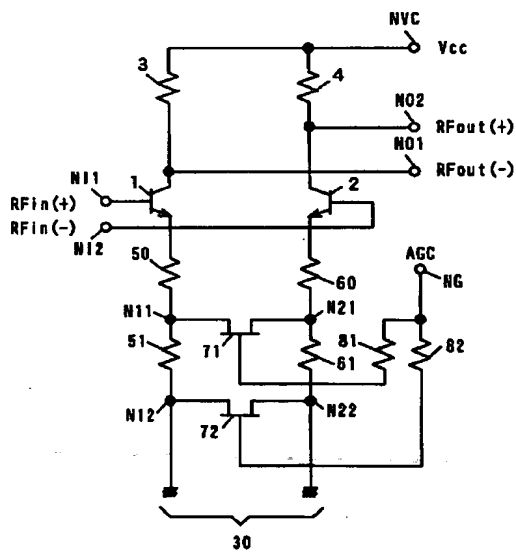 NVC
Vcc
3
4
NO2
RFout(+)
NO1
RFout(-)
NI1
1
2
RFin(+)
RFin(-)
NI2
50
60
AGC
NG
N11
N21
51
71
81
61
82
N12
N22
72
30